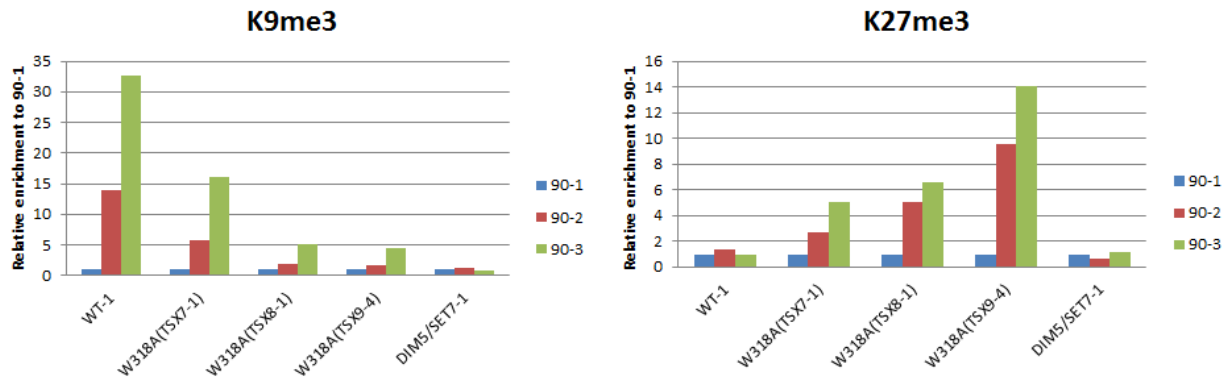 K9me3
Relative enrichment to 90-1
35
30
25
20
15
10
5
0
WT-1
W318A(TSX7-1)
W318A(TSX8-1)
W318A(TSX9-4)
DIM5/SET7-1
90-1
90-2
90-3
K27me3
Relative enrichment to 90-1
16
14
12
10
8
6
4
2
0
WT-1
W318A(TSX7-1)
W318A(TSX8-1)
W318A(TSX9-4)
DIM5/SET7-1
90-1
90-2
90-3